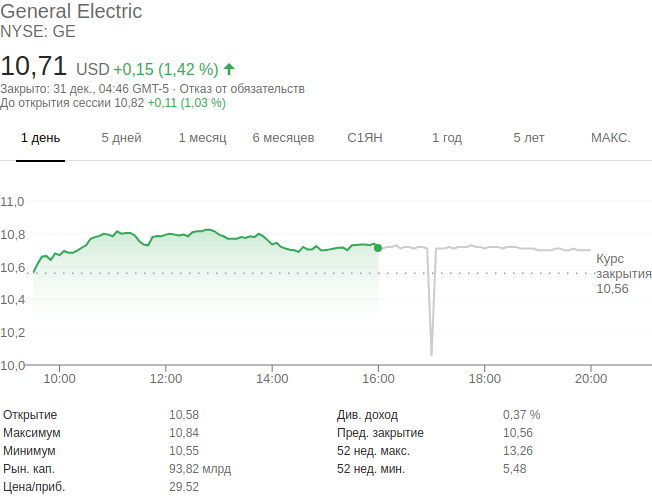 General Electric
NYSE: GE
10,71 USD +0,15 (1,42 %)
Закрыто: 31 дек., 04:46 GMT-5 · Отказ от обязательств
До открытия сессии 10,82 +0,11 (1,03 %)
1 день 5 дней 1 месяц 6 месяцев С1ЯН 1 год 5 лет МАКС.
11,0
10,8
10,6
10,4
10,2
10,0
Курс
закрытия
10,56
10:00 12:00 14:00 16:00 18:00 20:00
Открытие 10,58 Див. доход 0,37 %
Максимум 10,84 Пред. закрытие 10,56
Минимум 10,55 52 нед. макс. 13,26
Рын. кап. 93,82 млрд 52 нед. мин. 5,48
Цена/приб. 29,52